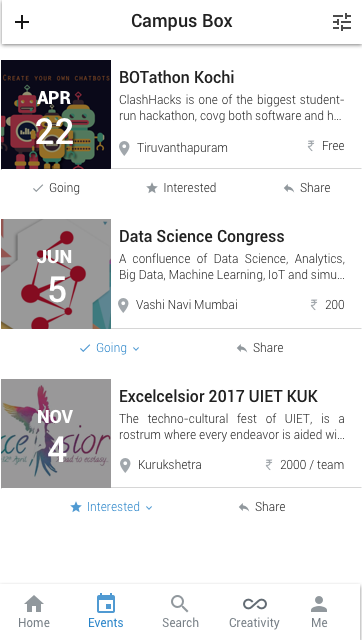 Campus Box
CREATE YOUR OWN CHATBOTS
APR
22
BOTathon Kochi
ClashHacks is one of the biggest student-
run hackathon, covg both software and h...
Tiruvanthapuram
₹ Free
Going
Interested
Share
JUN
5
Data Science Congress
A confluence of Data Science, Analytics,
Big Data, Machine Learning, IoT and simu...
Vashi Navi Mumbai
₹ 200
Going
Share
NOV
4
Excelcelsior 2017 UIET KUK
The techno-cultural fest of UIET, is a
rostrum where every endeavor is aided wi...
Kurukshetra
₹ 2000 / team
Interested
Share
Home
Events
Search
Creativity
Me